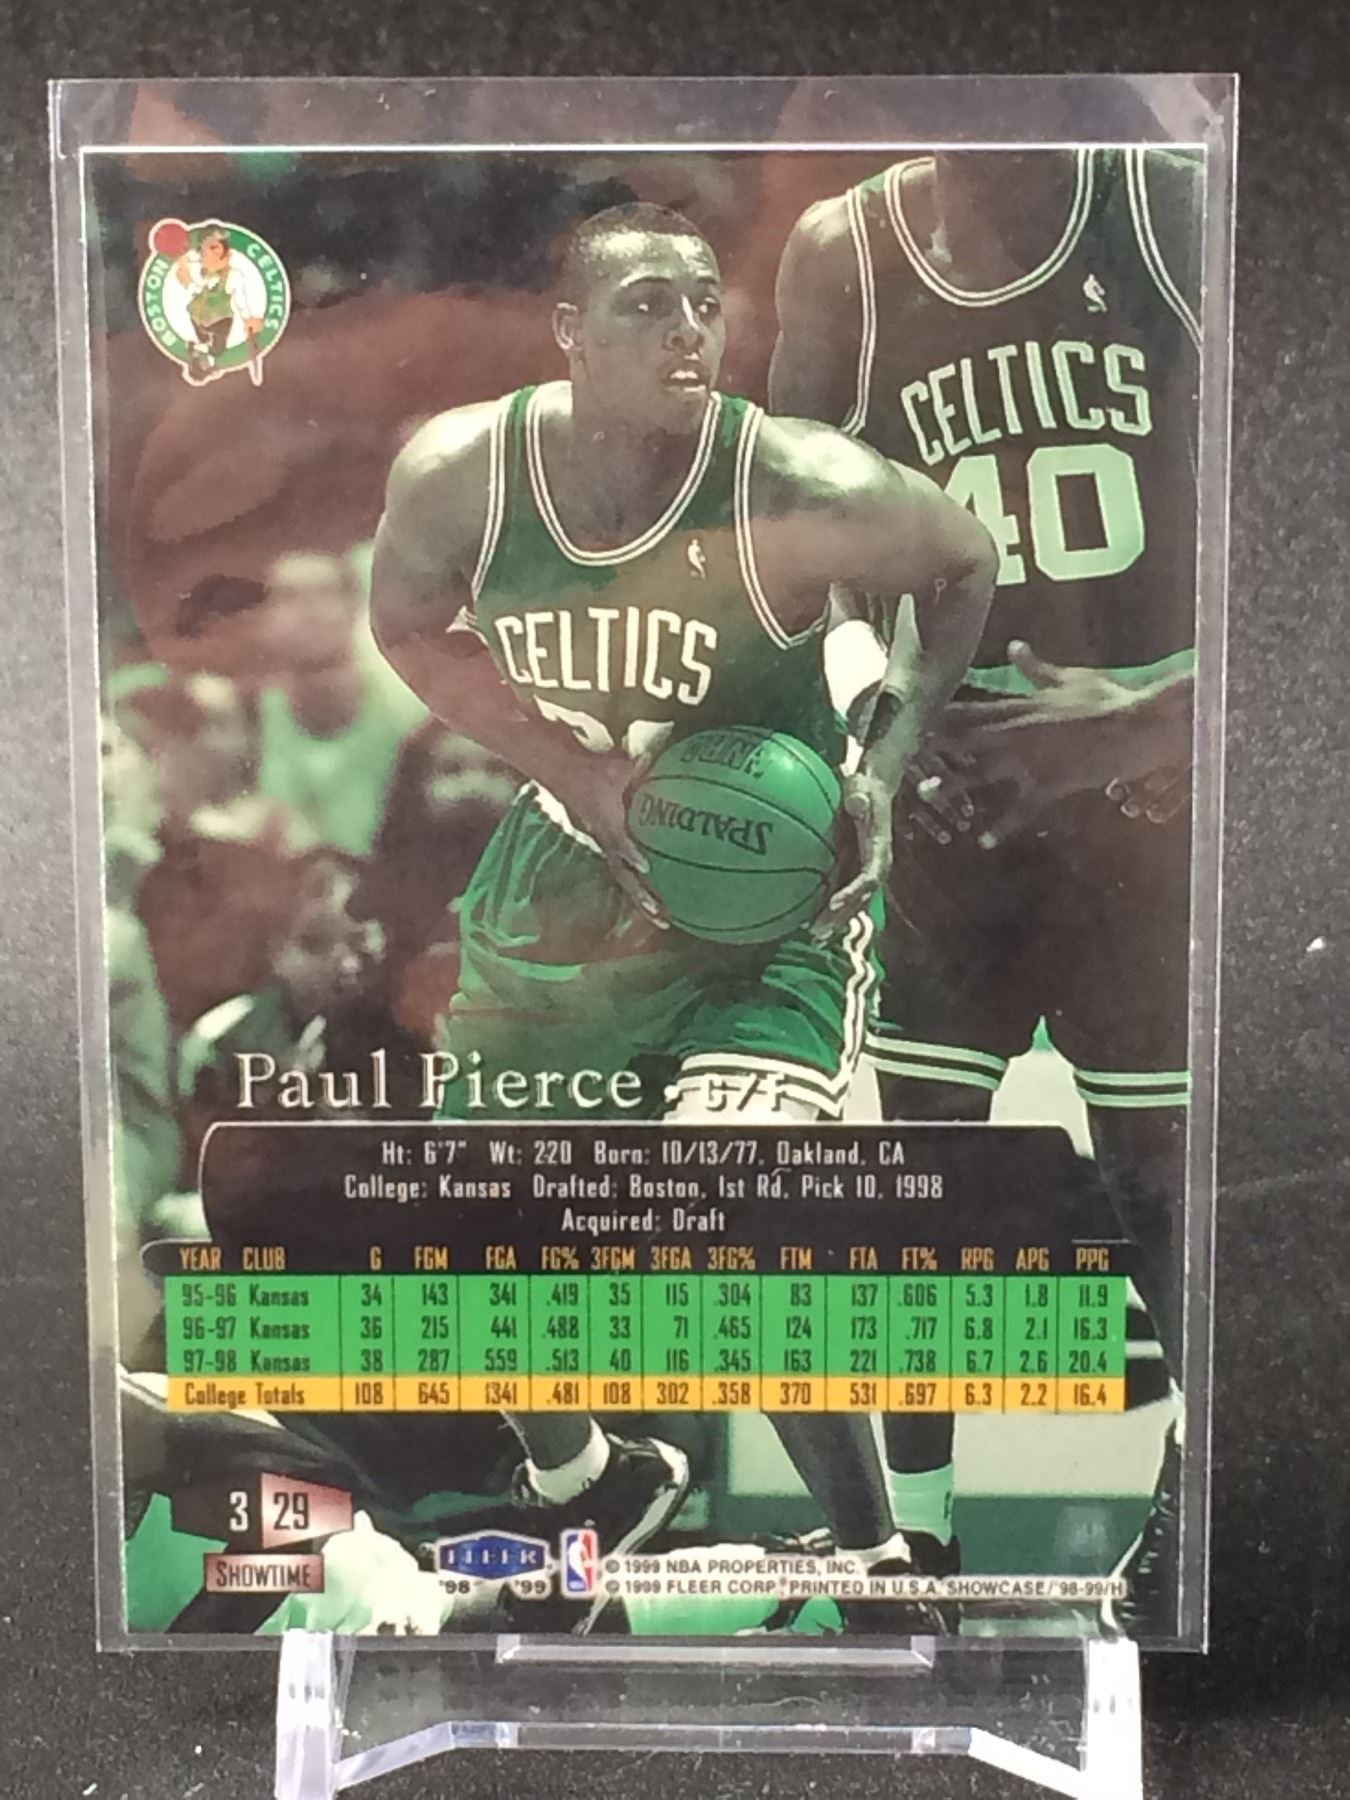 BOSTON CELTICS
CELTICS
40
CELTICS
NBA
SPALDING
Paul Pierce • G/F
Ht: 6'7" Wt: 220 Born: 10/13/77, Oakland, CA
College: Kansas Drafted: Boston, 1st Rd, Pick 10, 1998
Acquired: Draft
YEAR CLUB G FGM FGA FG% 3FGM 3FGA 3FG% FTM FTA FT% RPG APG PPG
95-96 Kansas 34 143 341 .419 35 115 .304 83 137 .606 5.3 1.8 11.9
96-97 Kansas 36 215 441 .488 33 71 .465 124 173 .717 6.8 2.1 16.3
97-98 Kansas 38 287 559 .513 40 116 .345 163 221 .738 6.7 2.6 20.4
College Totals 108 645 1341 .481 108 302 .358 370 531 .697 6.3 2.2 16.4
3 29
SHOWTIME
FLEER
'98 '99
© 1999 NBA PROPERTIES, INC.
© 1999 FLEER CORP. PRINTED IN U.S.A. SHOWCASE/'98-99/H